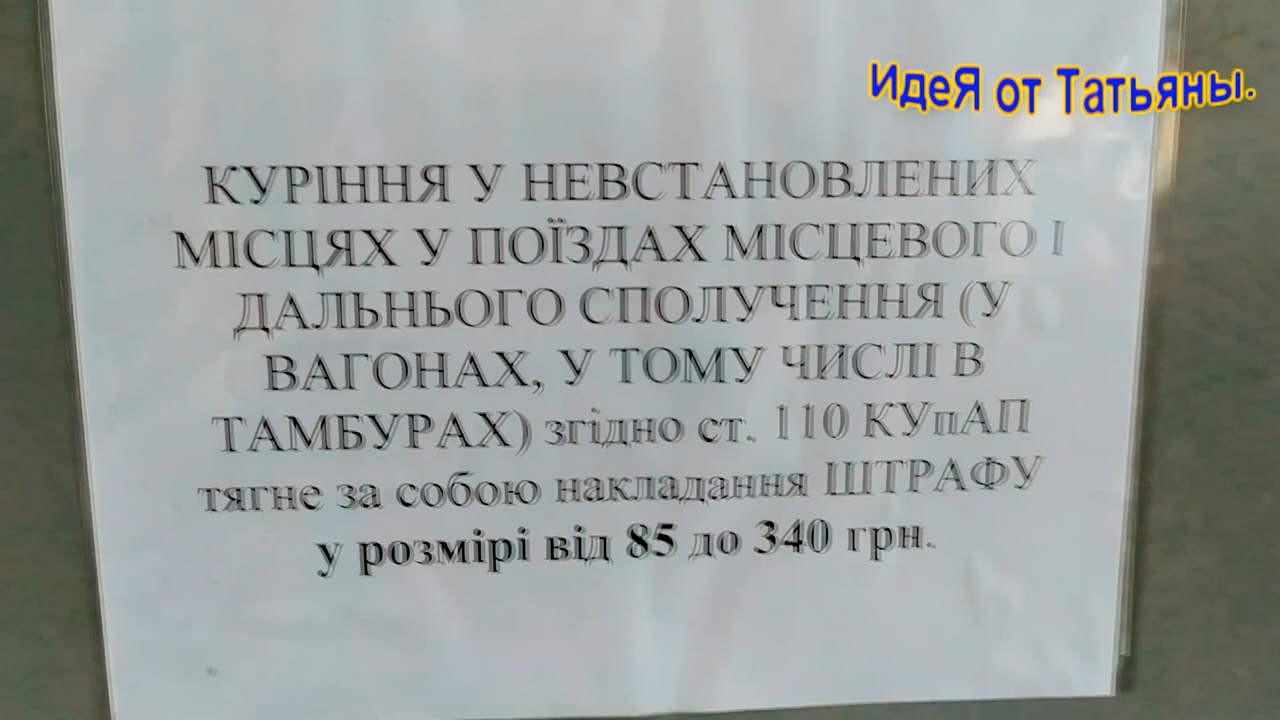 ИдеЯ от Татьяны.
КУРІННЯ У НЕВСТАНОВЛЕНИХ
МІСЦЯХ У ПОЇЗДАХ МІСЦЕВОГО І
ДАЛЬНЬОГО СПОЛУЧЕННЯ (У
ВАГОНАХ, У ТОМУ ЧИСЛІ В
ТАМБУРАХ) згідно ст. 110 КУпАП
тягне за собою накладання ШТРАФУ
у розмірі від 85 до 340 грн.